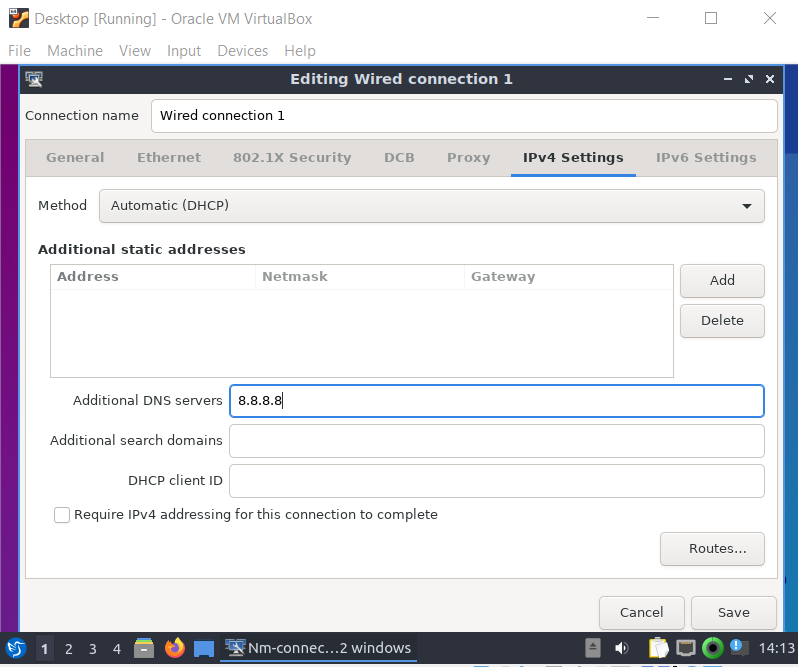 Desktop [Running] - Oracle VM VirtualBox
File Machine View Input Devices Help
Editing Wired connection 1
Connection name Wired connection 1
General Ethernet 802.1X Security DCB Proxy IPv4 Settings IPv6 Settings
Method Automatic (DHCP)
Additional static addresses
Address Netmask Gateway
Add
Delete
Additional DNS servers 8.8.8.8
Additional search domains
DHCP client ID
Require IPv4 addressing for this connection to complete
Routes...
Cancel Save
1 2 3 4 Nm-connec...2 windows 14:13